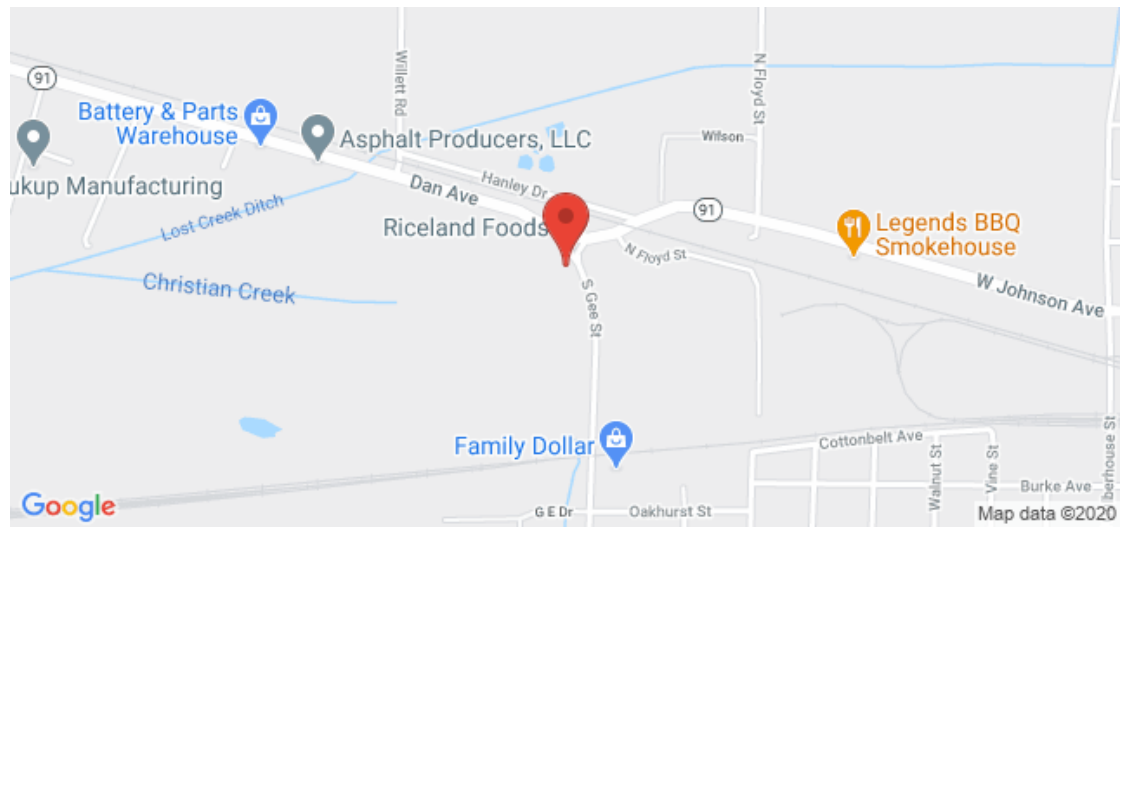 91
Willett Rd
N Floyd St
Battery & Parts
Warehouse
Asphalt Producers, LLC
Wilson
ukup Manufacturing
Dan Ave
Hanley Dr
Lost Creek Ditch
Riceland Foods
91
Legends BBQ
Smokehouse
N Floyd St
Christian Creek
S Gee St
W Johnson Ave
Family Dollar
Cottonbelt Ave
Walnut St
Vine St
berhouse St
Burke Ave
Google
G E Dr
Oakhurst St
Map data ©2020